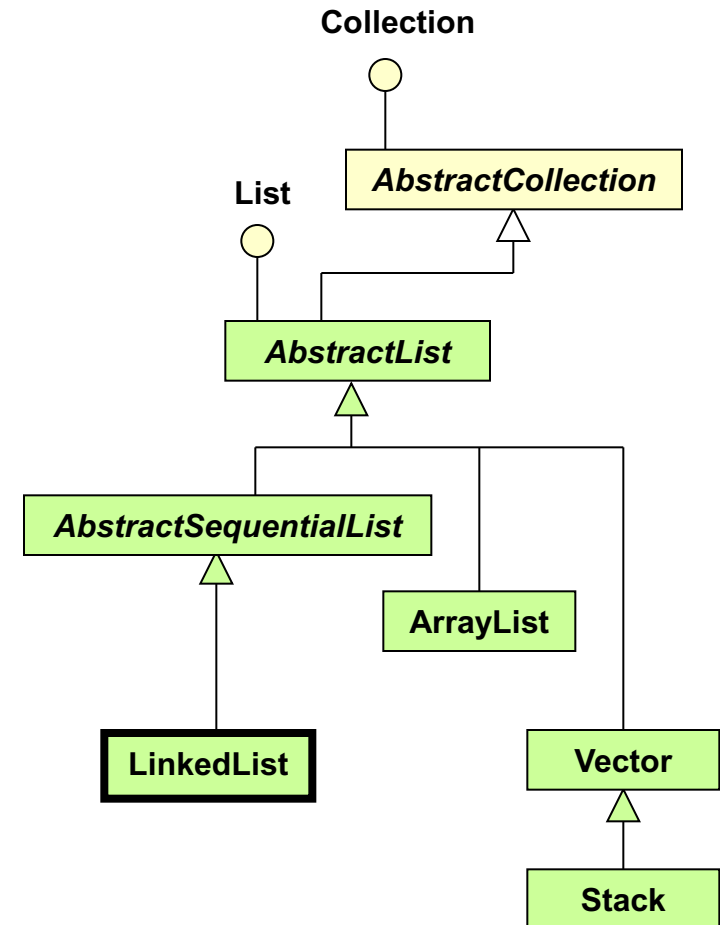 Collection
AbstractCollection
List
AbstractList
AbstractSequentialList
ArrayList
LinkedList
Vector
Stack